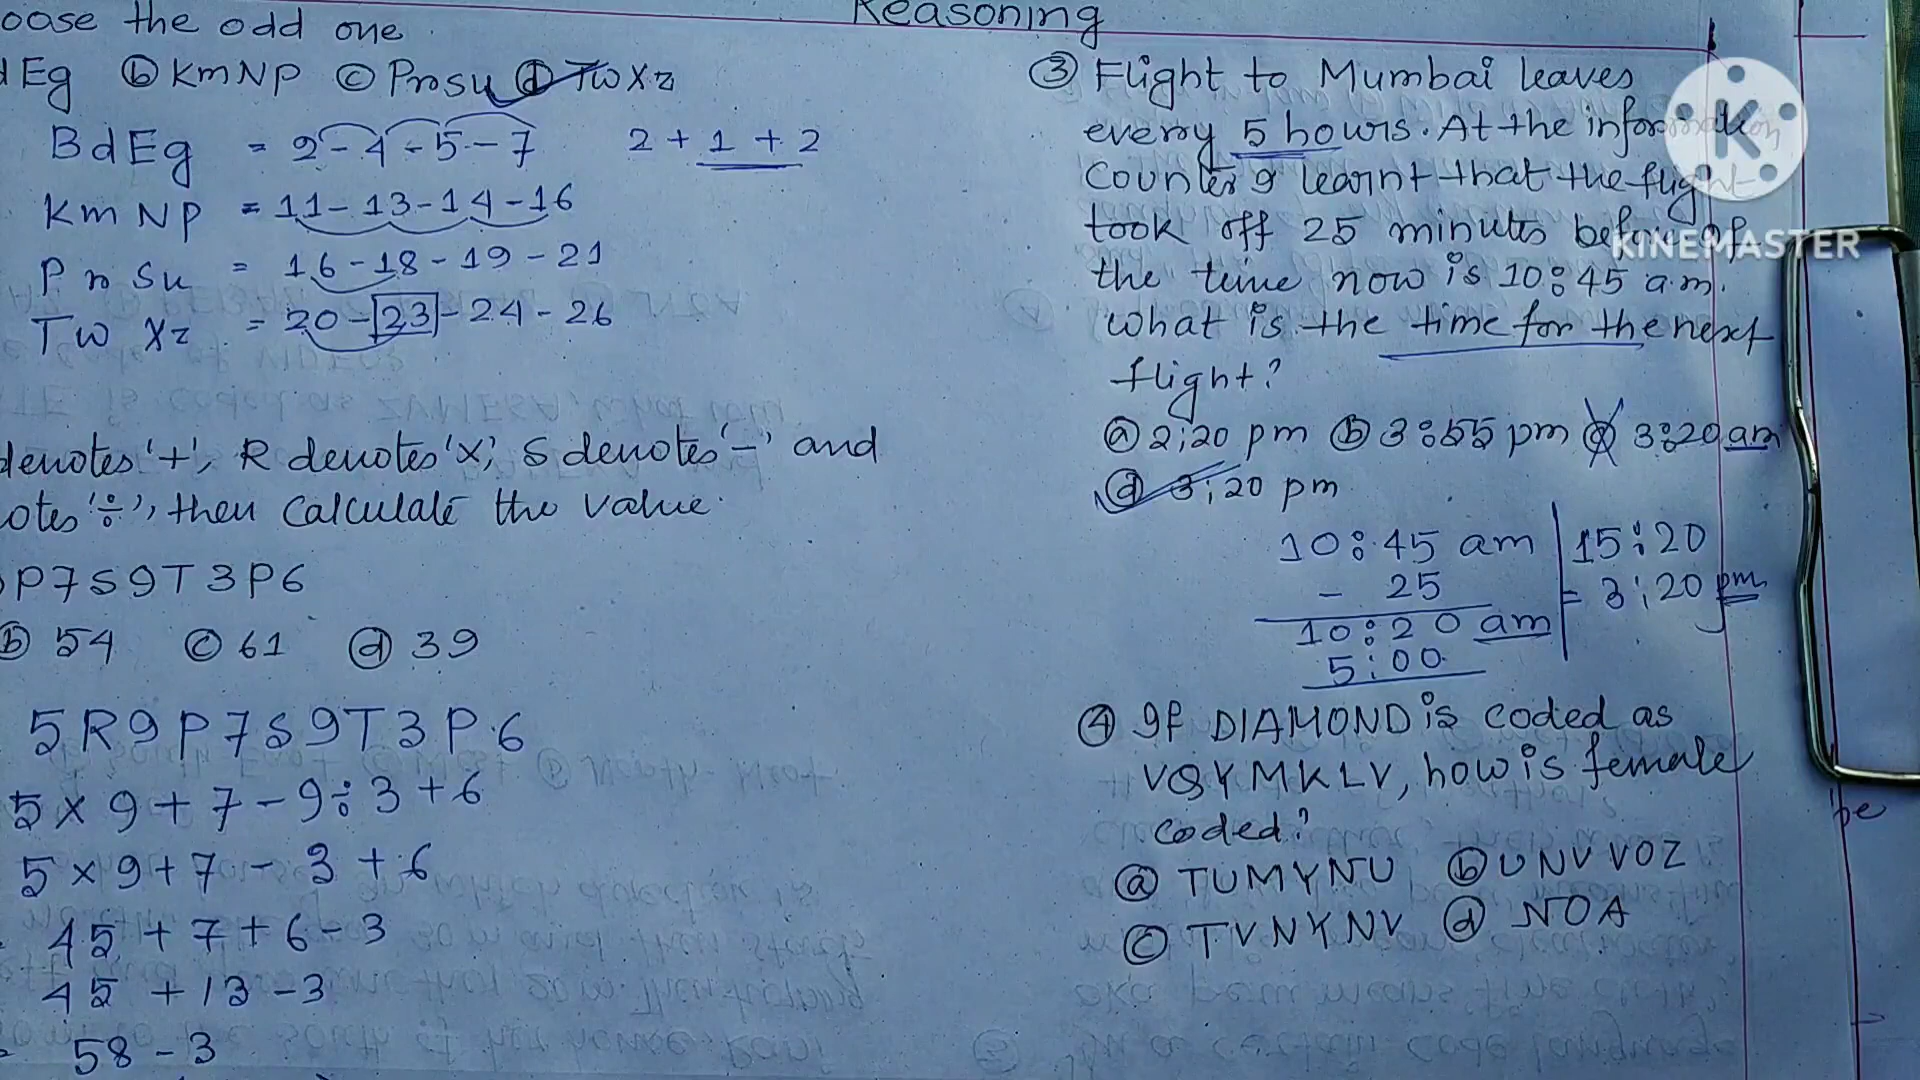 Reasoning
oose the odd one
dEg ⓑ KmNP ⓒ Prosu ⓓ TwXz
BdEg = 2-4-5-7 2+1+2
KmNP = 11-13-14-16
PrSu = 16-18-19-21
Tw Xz = 20-23-24-26
denotes '+', R denotes 'x', S denotes '-' and
otes '÷', then Calculate the value.
P7S9T3P6
ⓑ 54 ⓒ 61 ⓓ 39
5R9P7S9T3P6
5×9+7-9÷3+6
5×9+7-3+6
45+7+6-3
45+13-3
58-3
③ Flight to Mumbai leaves
every 5 hours. At the information
Counter I learnt that the flight
took off 25 minutes before if
the time now is 10:45 a.m.
what is the time for the next
flight?
ⓐ 2:20 pm ⓑ 3:55 pm ⓒ 3:20 am
ⓓ 3:20 pm
10:45 am 15:20
- 25 = 3:20 pm
10:20 am
5:00
④ If DIAMOND is coded as
VQYMKLV, how is female
coded?
ⓐ TUMYNU ⓑ UNVVOZ
ⓒ TVNYNV ⓓ NOA
KINEMASTER